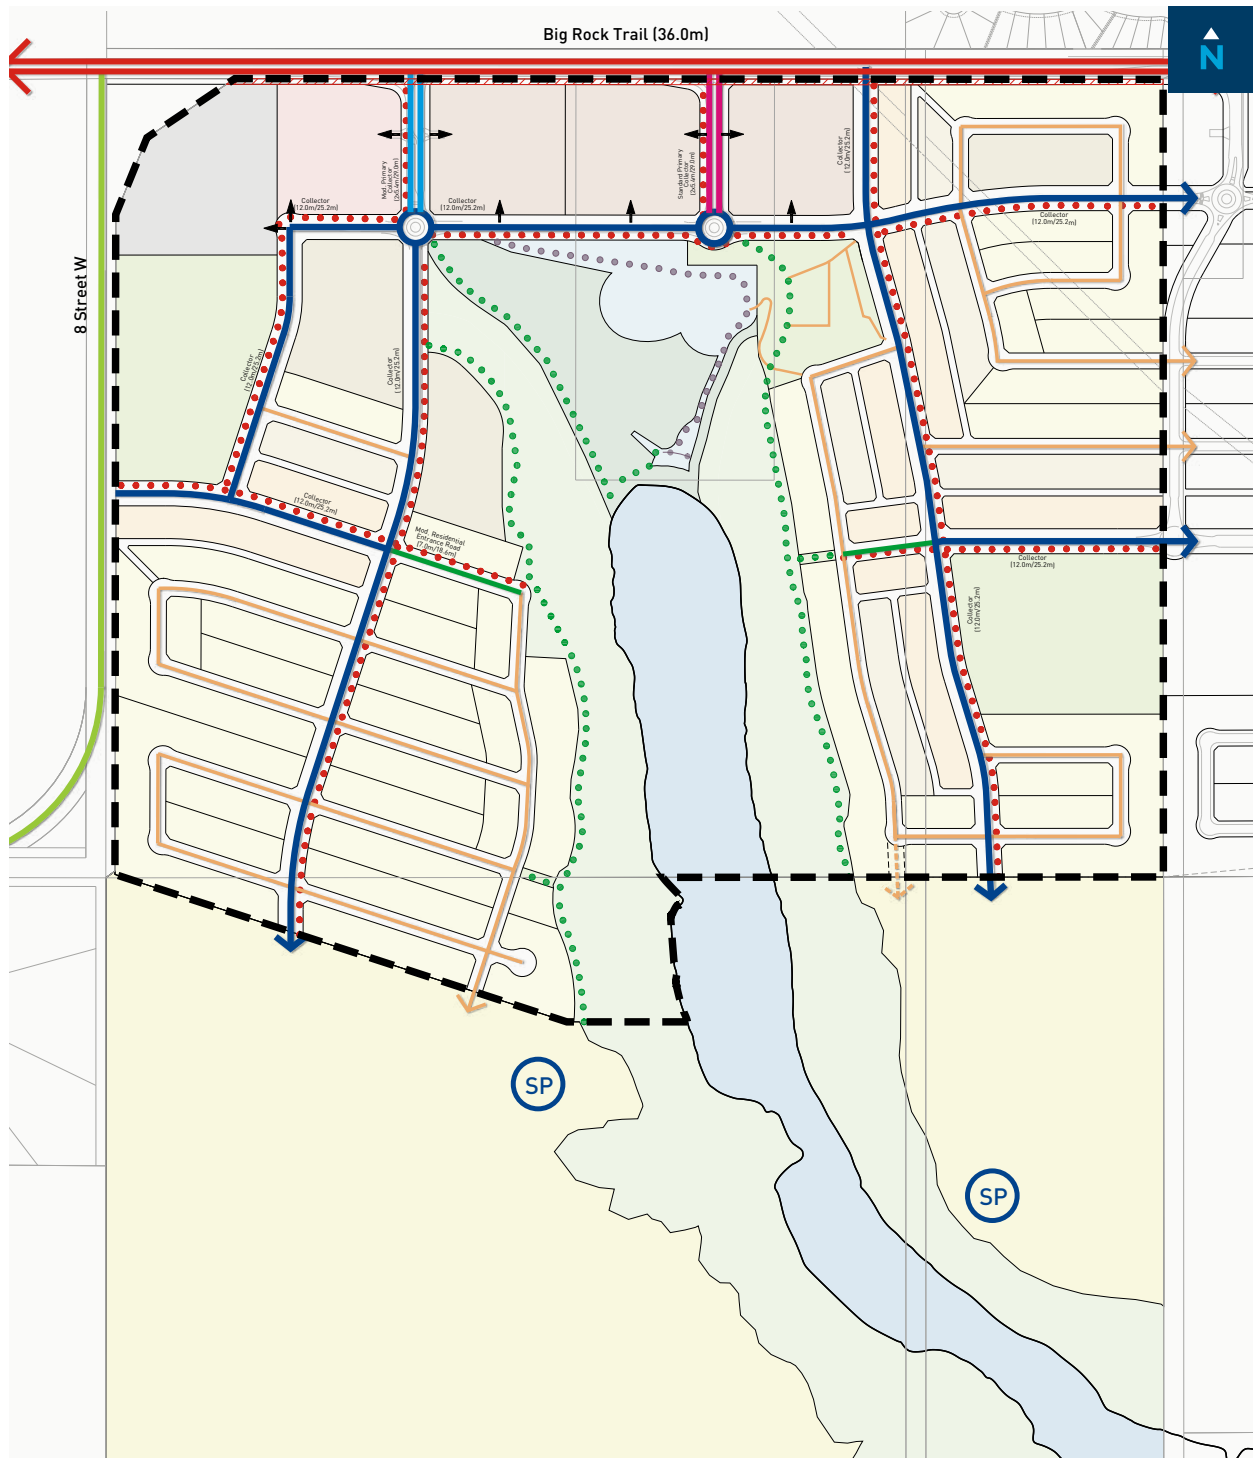 Big Rock Trail (36.0m)
N
8 Street W
Mod. Primary
Collector
(2x5.4m/29.0m)
Standard Primary
Collector
(2x5.4m/29.0m)
Collector
(12.0m/25.2m)
Collector
(12.0m/25.2m)
Collector
(12.0m/25.2m)
Collector
(12.0m/25.2m)
Collector
(12.0m/25.2m)
Collector
(12.0m/25.2m)
Collector
(12.0m/25.2m)
Mod. Residential
Entrance Road
(7.0m/18.6m)
Collector
(12.0m/25.2m)
Collector
(12.0m/25.2m)
SP
SP